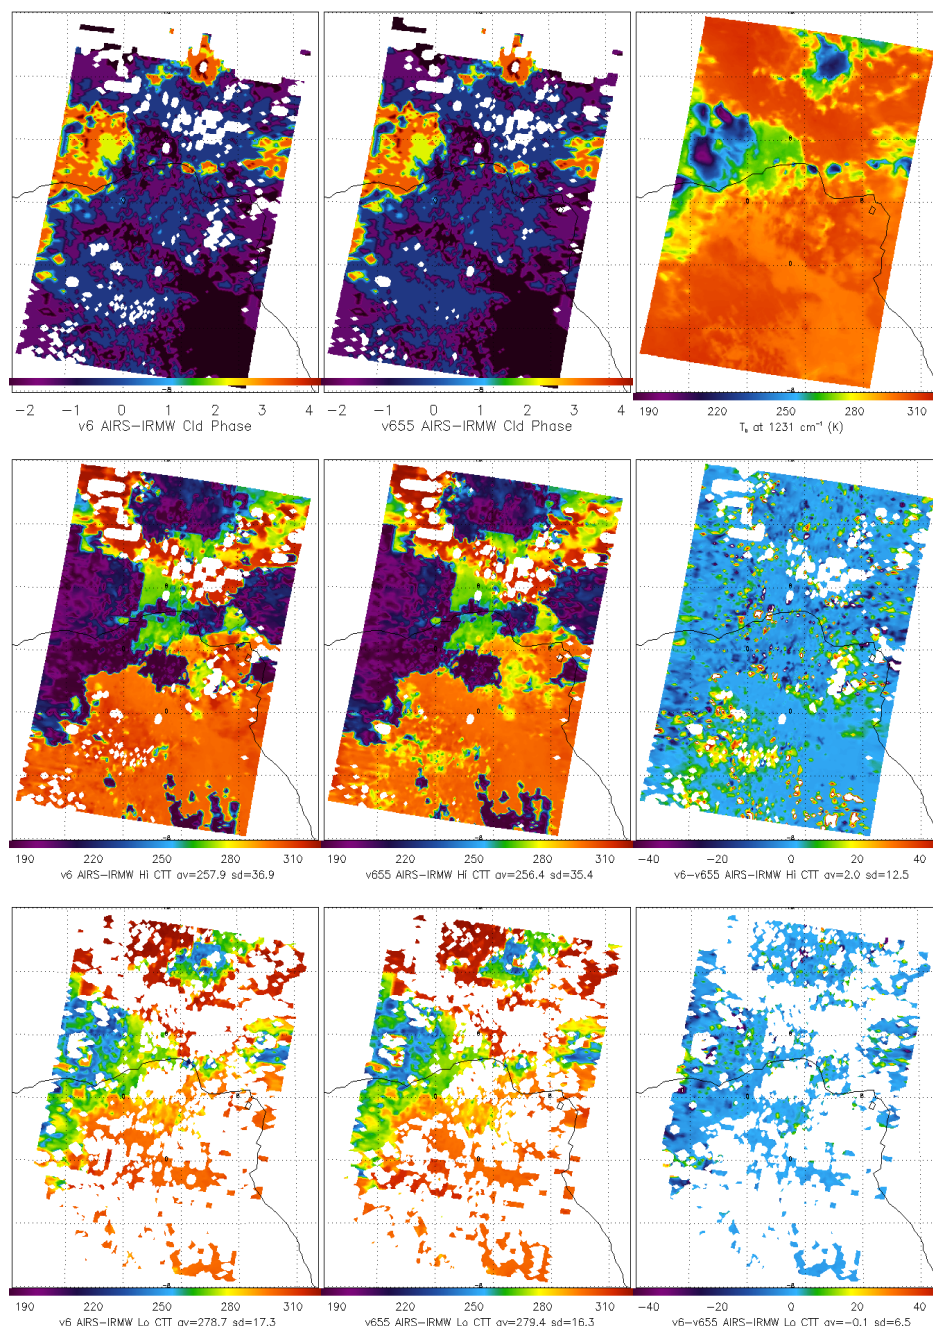 -2 -1 0 1 2 3 4
v6 AIRS-IRMW Cld Phase
-2 -1 0 1 2 3 4
v655 AIRS-IRMW Cld Phase
190 220 250 280 310
T_B at 1231 cm⁻¹ (K)
190 220 250 280 310
v6 AIRS-IRMW Hi CTT av=257.9 sd=36.9
190 220 250 280 310
v655 AIRS-IRMW Hi CTT av=256.4 sd=35.4
-40 -20 0 20 40
v6-v655 AIRS-IRMW Hi CTT av=2.0 sd=12.5
190 220 250 280 310
v6 AIRS-IRMW Lo CTT av=278.7 sd=17.3
190 220 250 280 310
v655 AIRS-IRMW Lo CTT av=279.4 sd=16.3
-40 -20 0 20 40
v6-v655 AIRS-IRMW Lo CTT av=-0.1 sd=6.5